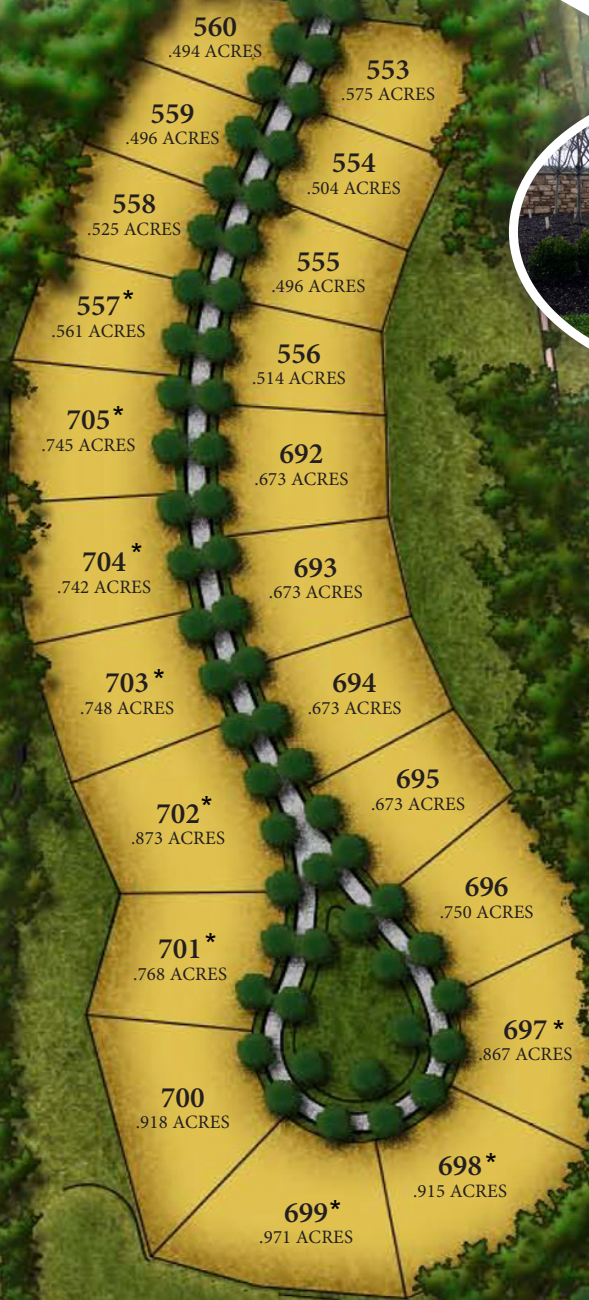 560
.494 ACRES
553
.575 ACRES
559
.496 ACRES
554
.504 ACRES
558
.525 ACRES
555
.496 ACRES
557*
.561 ACRES
556
.514 ACRES
705*
.745 ACRES
692
.673 ACRES
704*
.742 ACRES
693
.673 ACRES
703*
.748 ACRES
694
.673 ACRES
695
.673 ACRES
702*
.873 ACRES
696
.750 ACRES
701*
.768 ACRES
697*
.867 ACRES
700
.918 ACRES
698*
.915 ACRES
699*
.971 ACRES